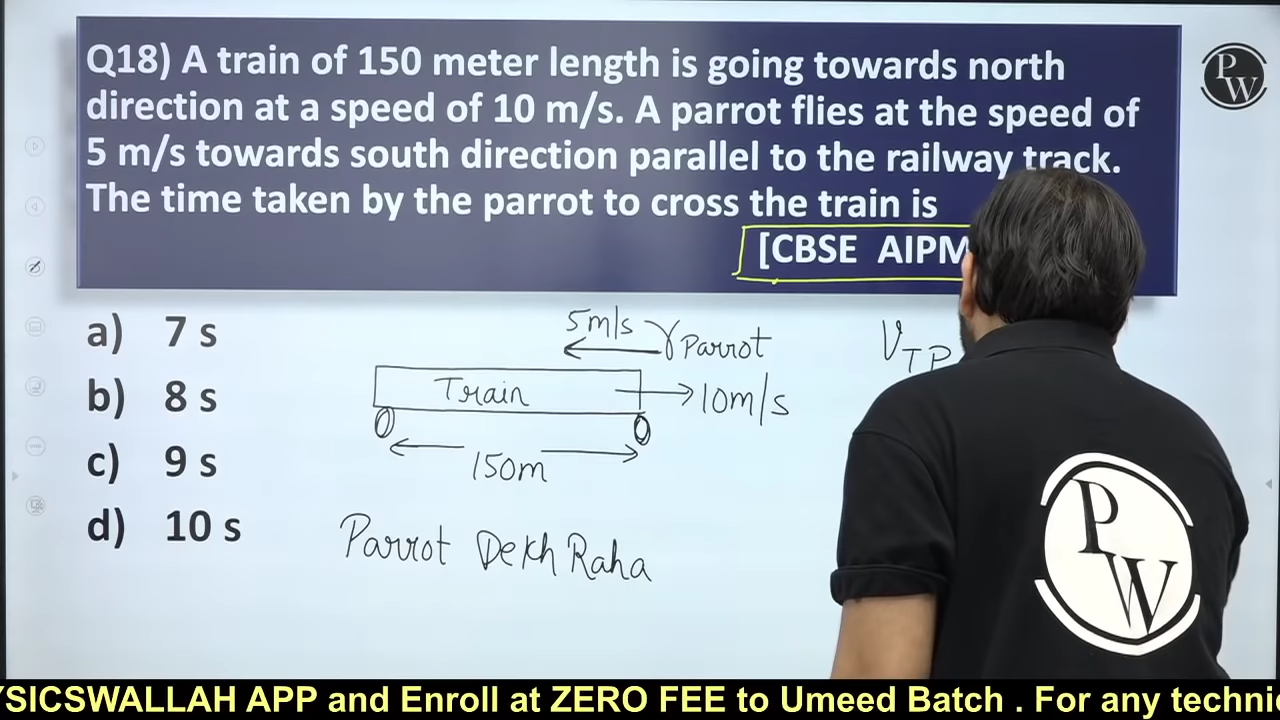 Q18) A train of 150 meter length is going towards north
direction at a speed of 10 m/s. A parrot flies at the speed of
5 m/s towards south direction parallel to the railway track.
The time taken by the parrot to cross the train is
[CBSE AIPM
P
W
a) 7 s
b) 8 s
c) 9 s
d) 10 s
5m/s Parrot
Train
10m/s
150m
V_TP
Parrot Dekh Raha
P
W
YSICSWALLAH APP and Enroll at ZERO FEE to Umeed Batch . For any techni